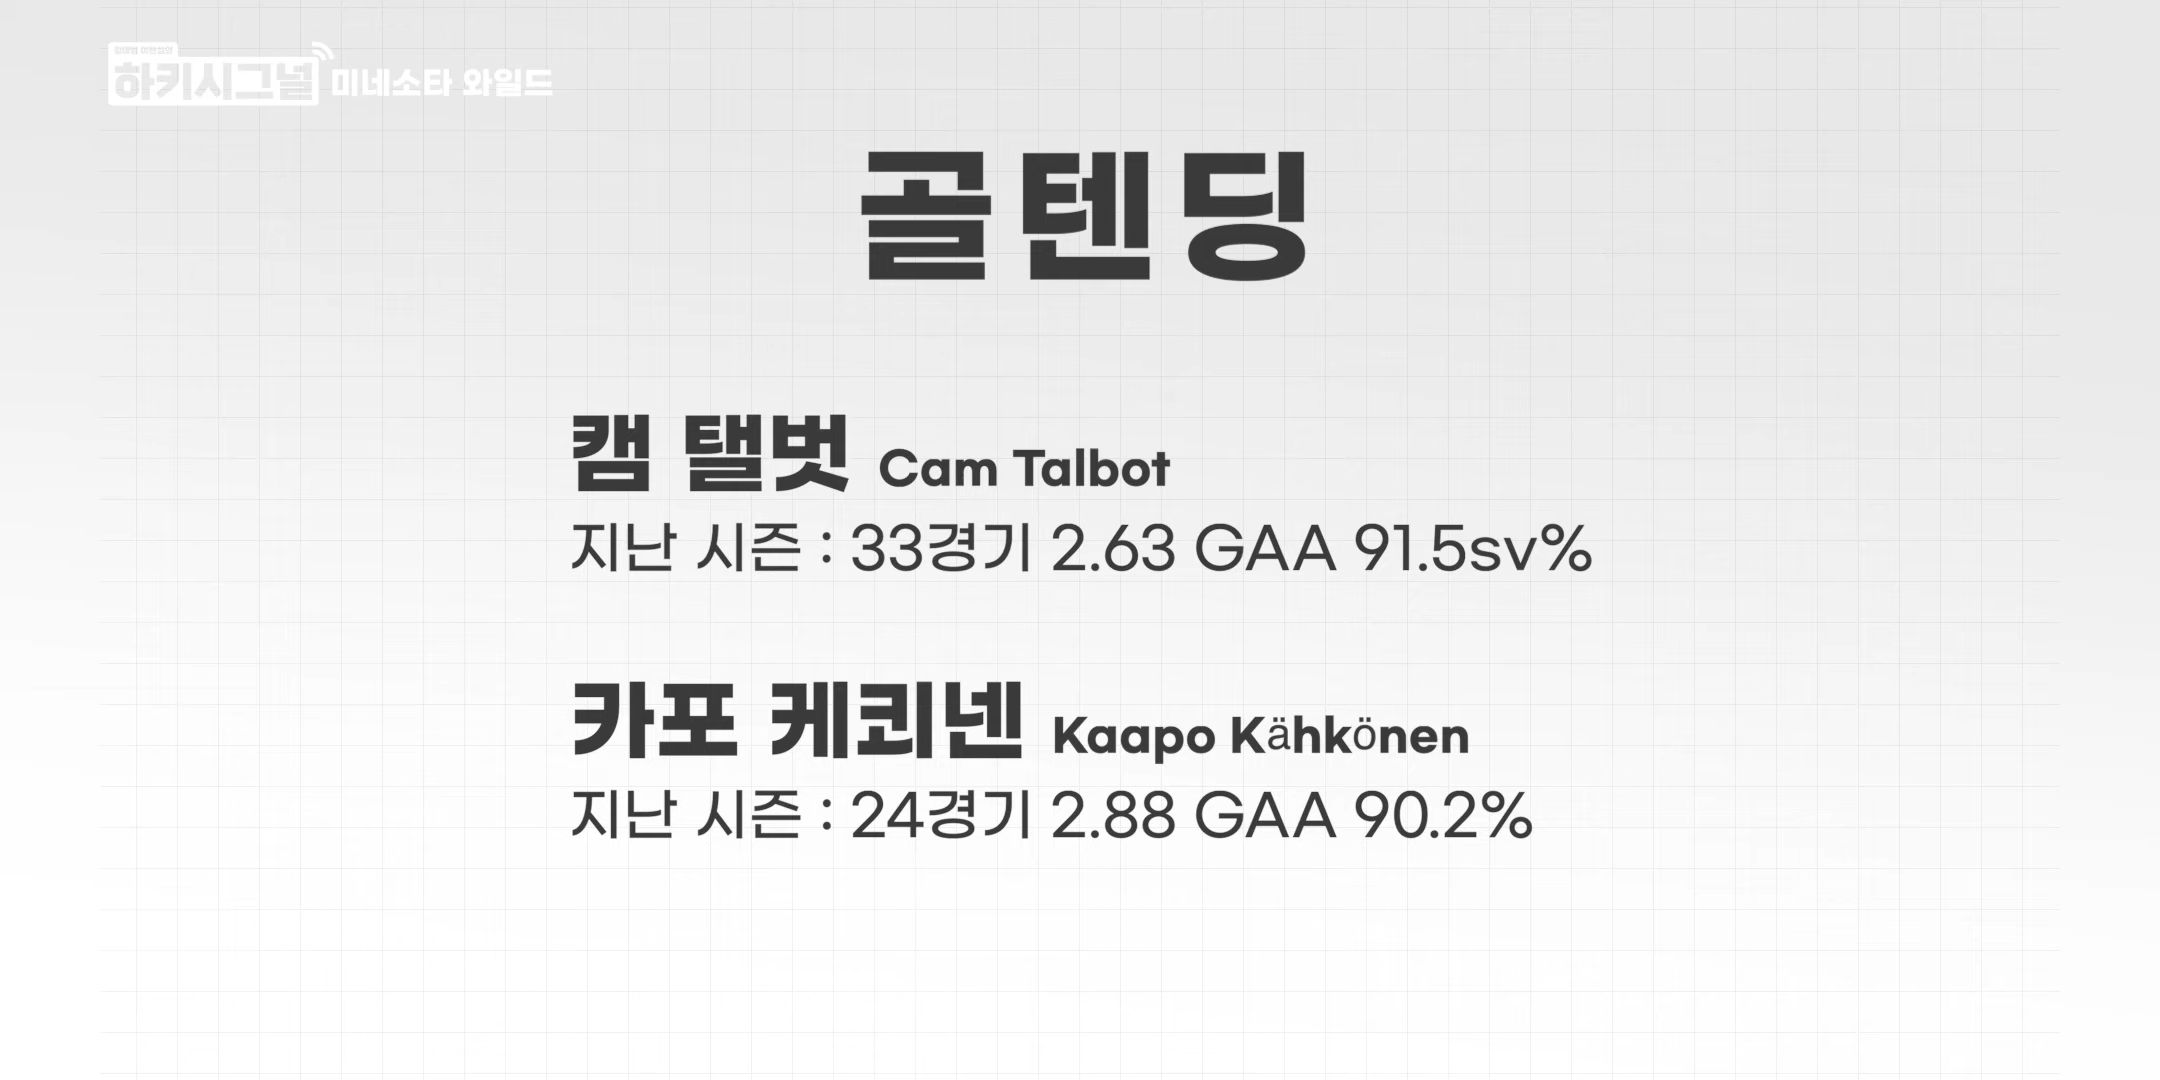 하키시그널 미네소타 와일드
골텐딩
캠 탤벗 Cam Talbot
지난 시즌 : 33경기 2.63 GAA 91.5sv%
카포 케쾨넨 Kaapo Kähkönen
지난 시즌 : 24경기 2.88 GAA 90.2%